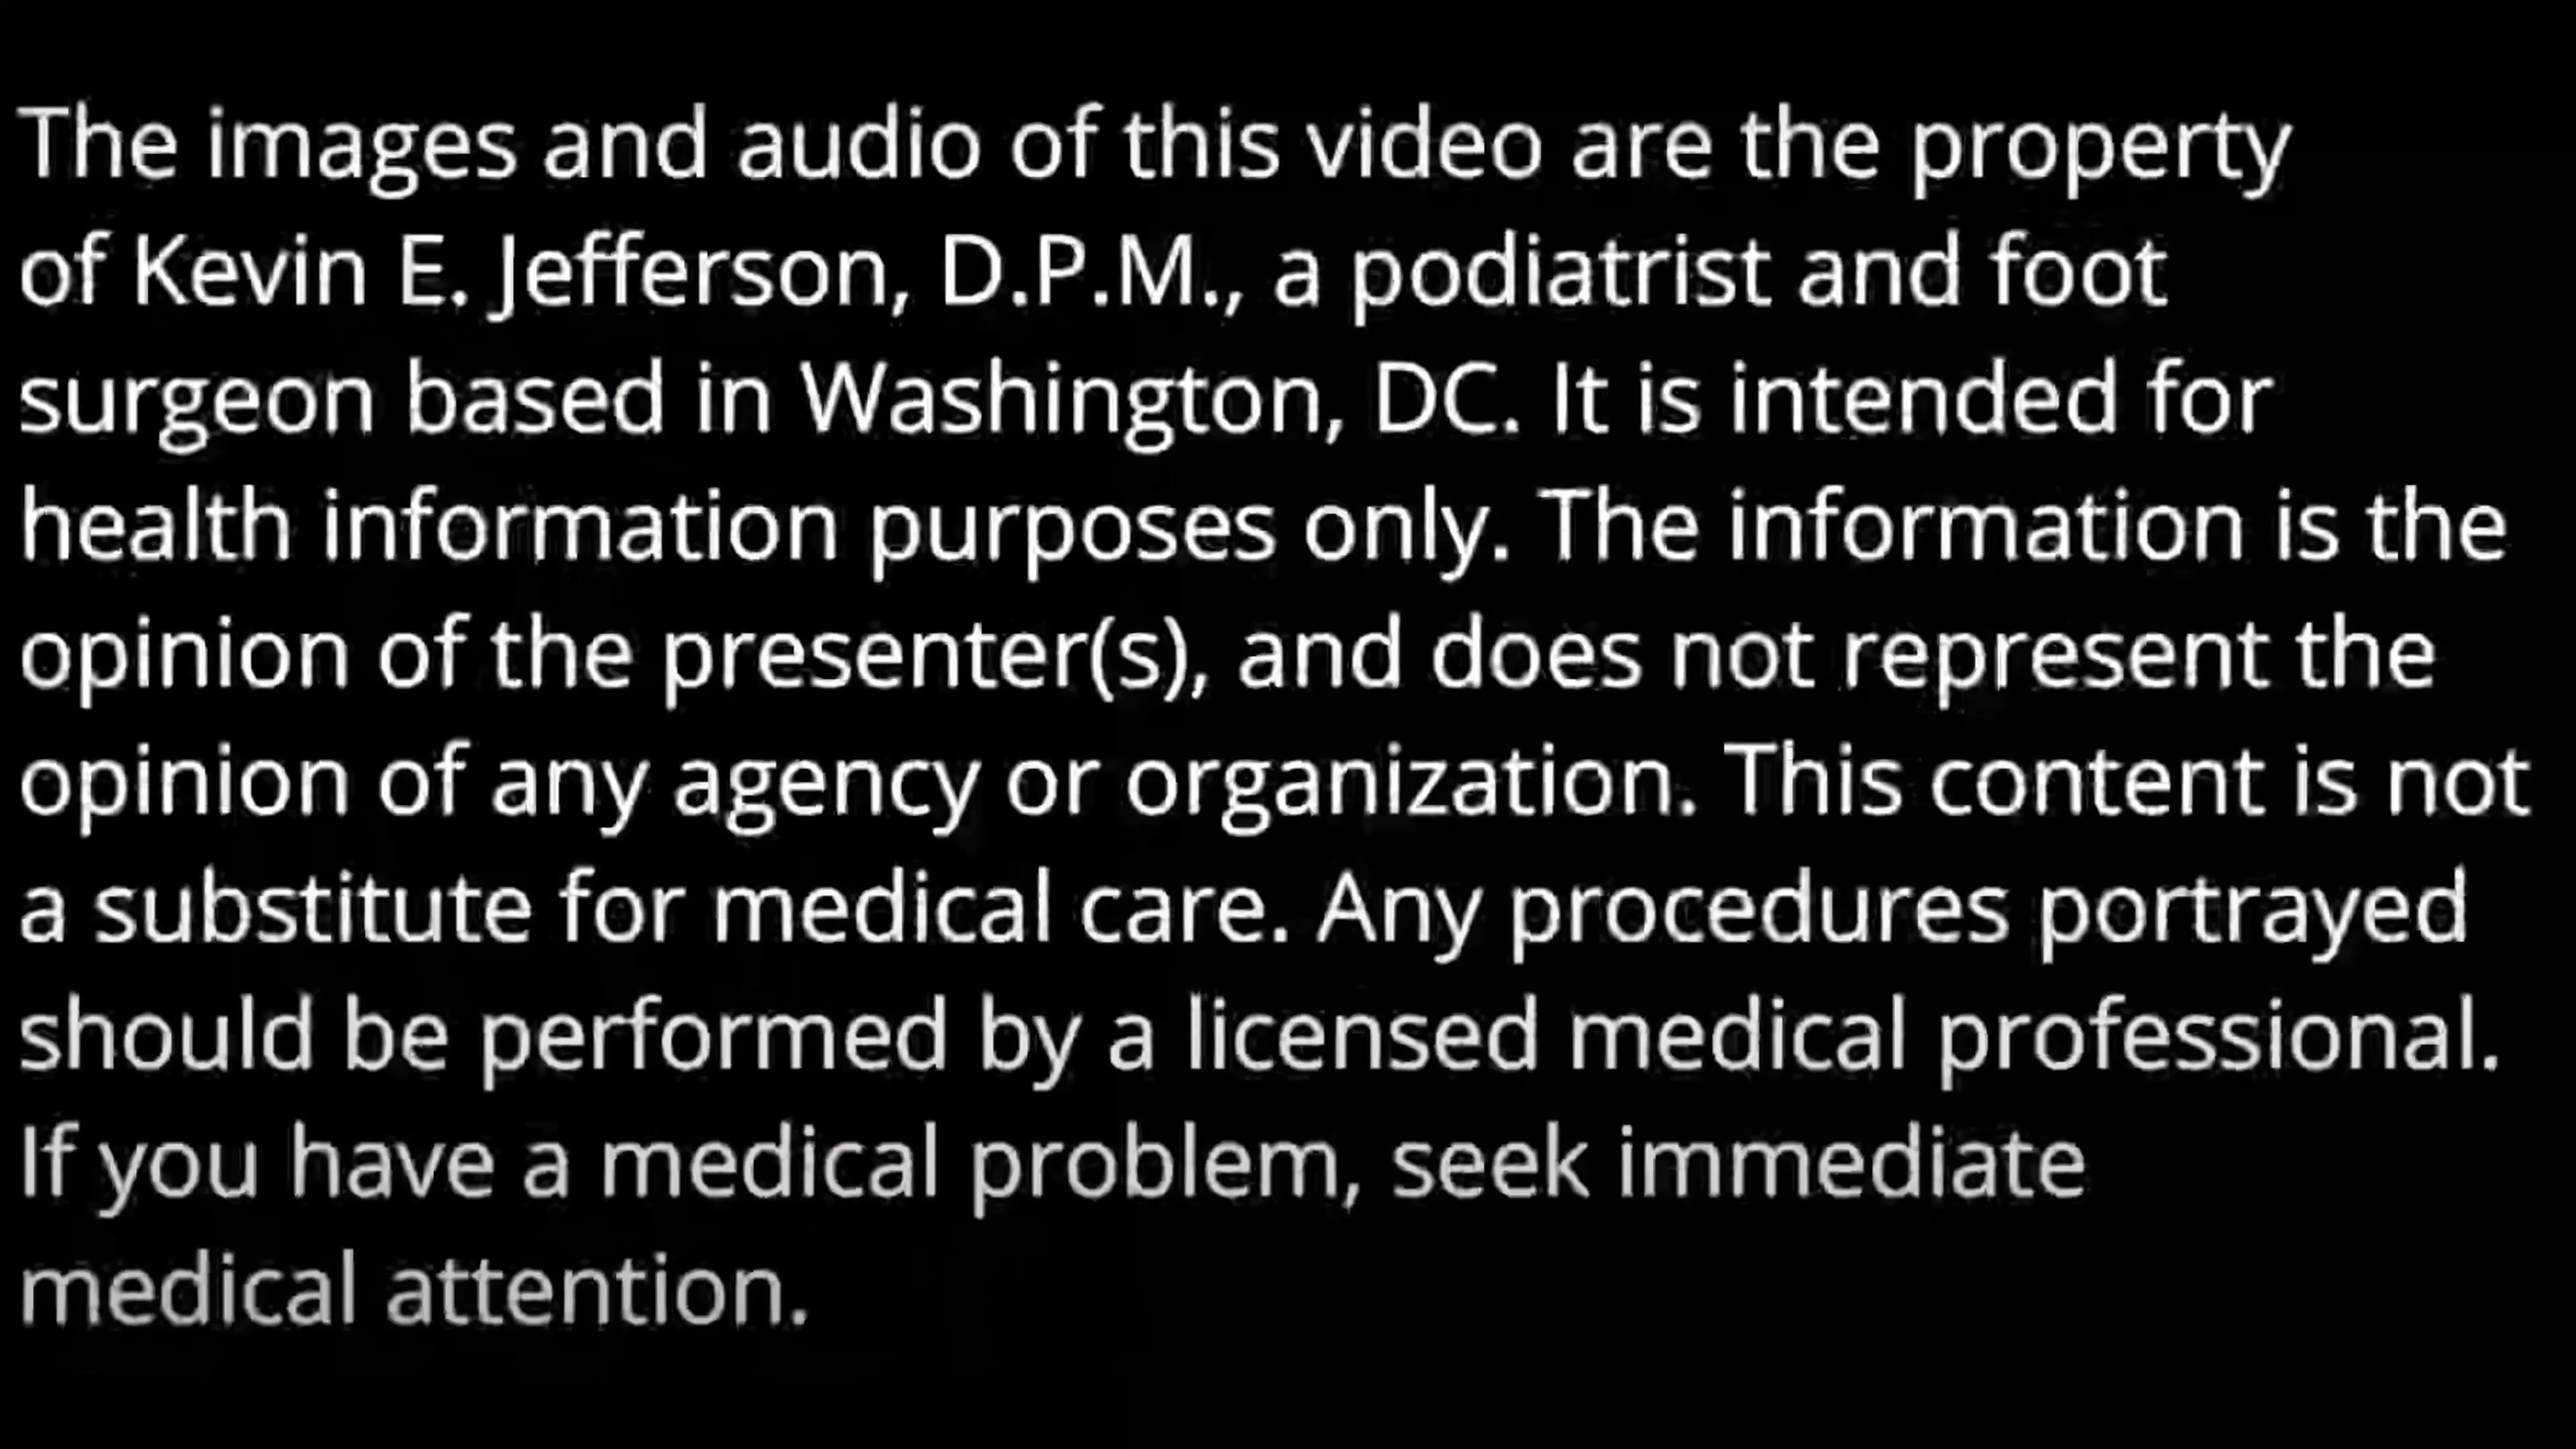 The images and audio of this video are the property
of Kevin E. Jefferson, D.P.M., a podiatrist and foot
surgeon based in Washington, DC. It is intended for
health information purposes only. The information is the
opinion of the presenter(s), and does not represent the
opinion of any agency or organization. This content is not
a substitute for medical care. Any procedures portrayed
should be performed by a licensed medical professional.
If you have a medical problem, seek immediate
medical attention.